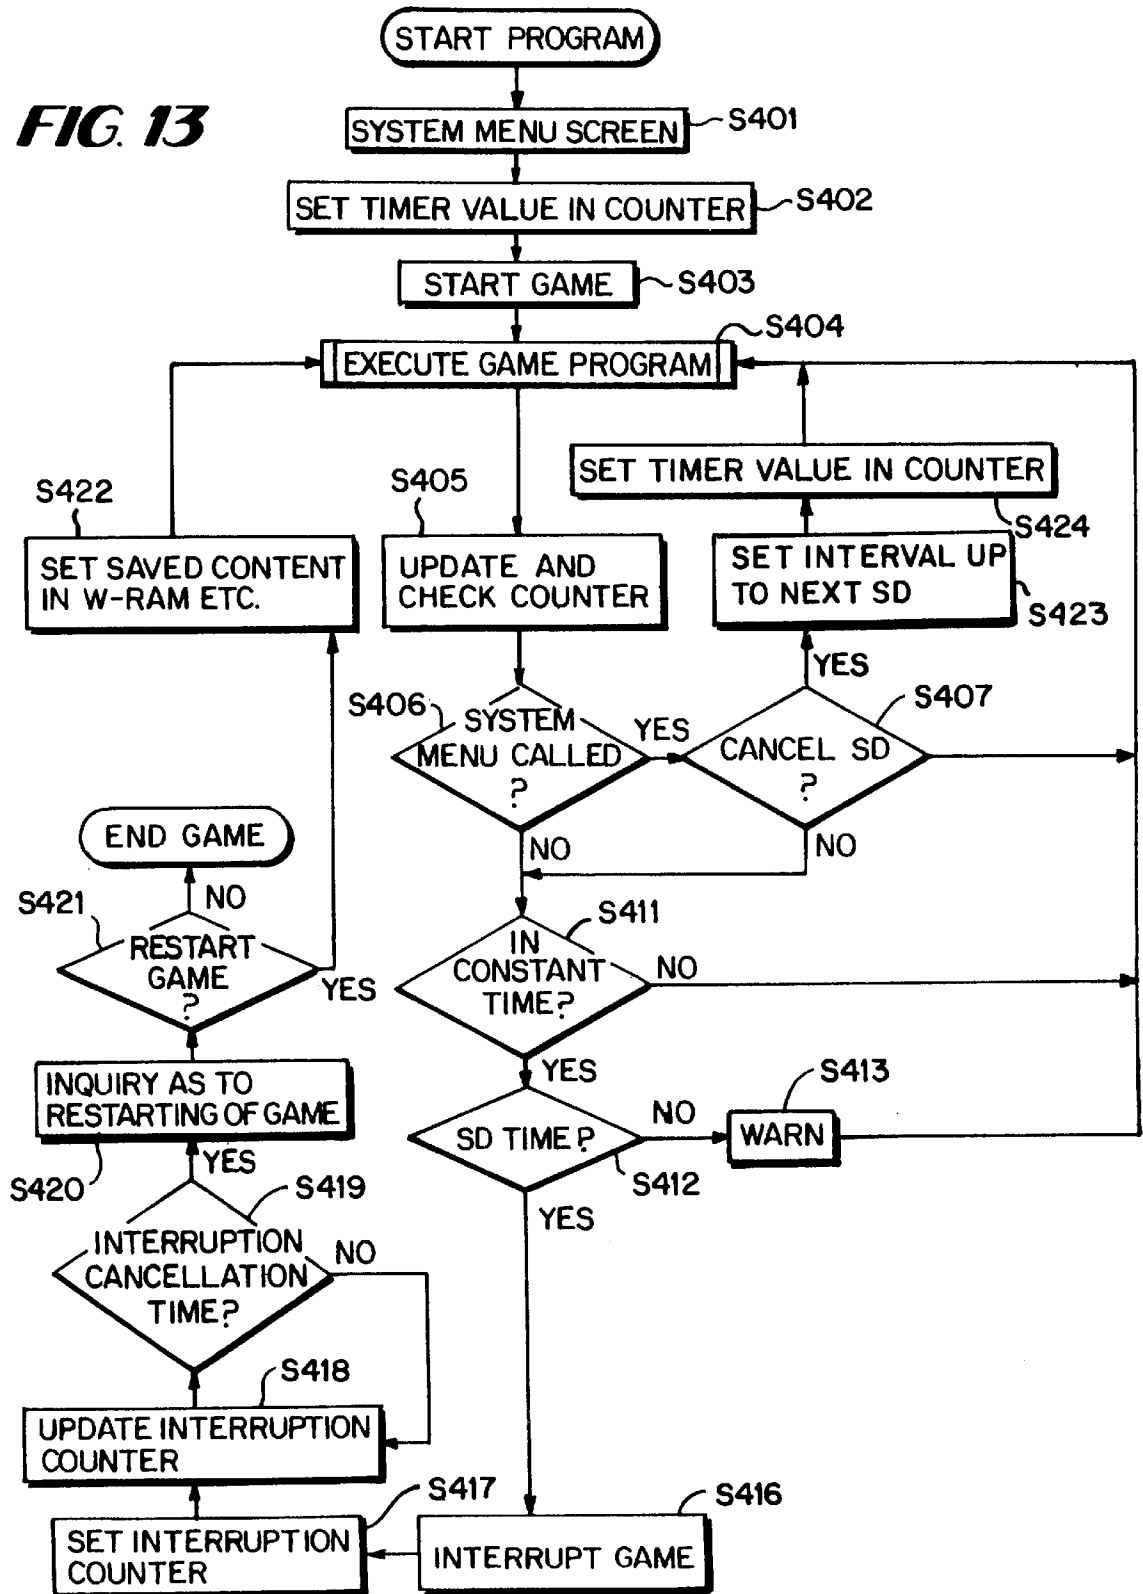 START PROGRAM
FIG. 13
SYSTEM MENU SCREEN
S401
SET TIMER VALUE IN COUNTER
S402
START GAME
S403
S404
EXECUTE GAME PROGRAM
SET TIMER VALUE IN COUNTER
S424
S422
S405
SET SAVED CONTENT
IN W-RAM ETC.
UPDATE AND
CHECK COUNTER
SET INTERVAL UP
TO NEXT SD
S423
YES
S406
SYSTEM
MENU CALLED
?
YES
S407
CANCEL SD
?
NO
NO
END GAME
NO
S421
RESTART
GAME
?
YES
S411
IN
CONSTANT
TIME?
NO
YES
INQUIRY AS TO
RESTARTING OF GAME
S420
YES
SD TIME?
S412
NO
S413
WARN
YES
S419
INTERRUPTION
CANCELLATION
TIME?
NO
S418
UPDATE INTERRUPTION
COUNTER
S417
SET INTERRUPTION
COUNTER
S416
INTERRUPT GAME